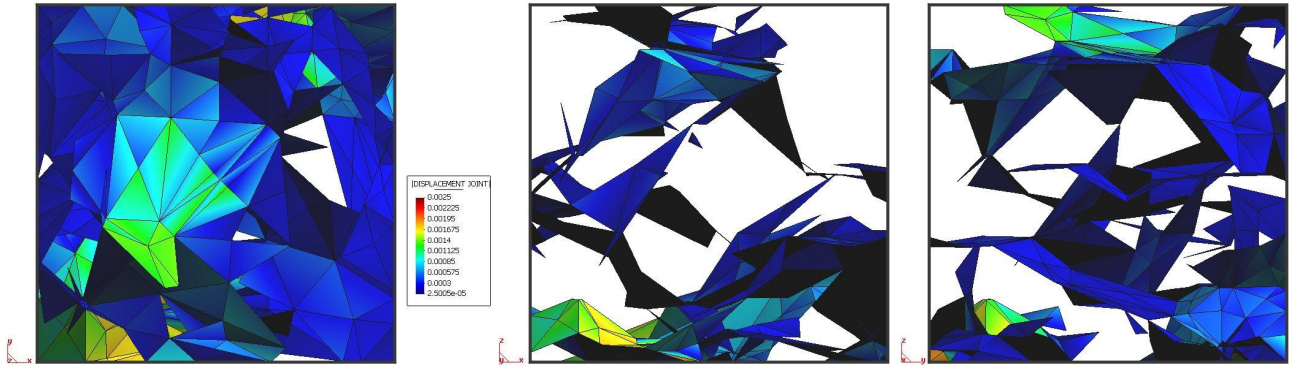 |DISPLACEMENT JOINT|
0.0025
0.002225
0.00195
0.001675
0.0014
0.001125
0.00085
0.000575
0.0003
2.5005e-05
y
z x
z
y x
z
x y